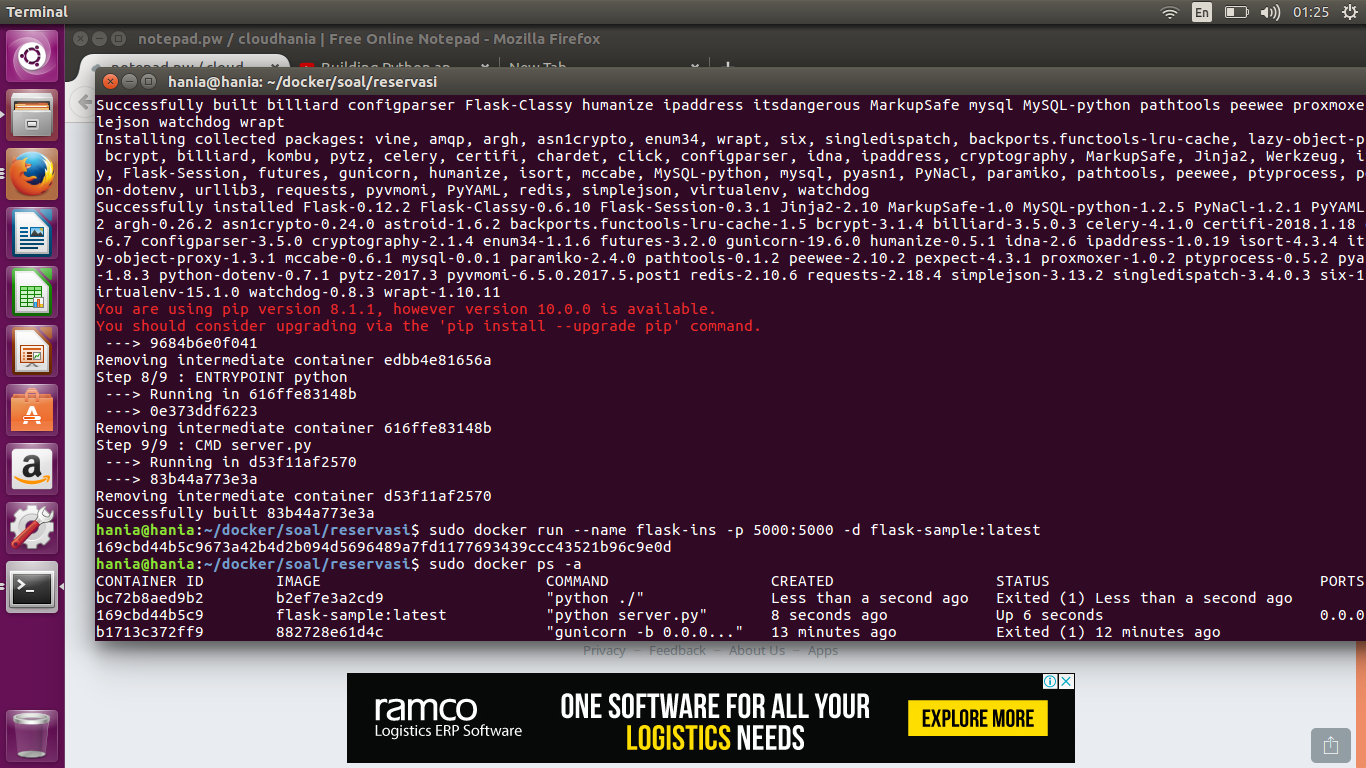 Terminal
En
01:25
notepad.pw / cloudhania | Free Online Notepad - Mozilla Firefox
notepad.pw / cloud
Building Python an
New Tab
hania@hania: ~/docker/soal/reservasi
Successfully built billiard configparser Flask-Classy humanize ipaddress itsdangerous MarkupSafe mysql MySQL-python pathtools peewee proxmoxe
lejson watchdog wrapt
Installing collected packages: vine, amqp, argh, asn1crypto, enum34, wrapt, six, singledispatch, backports.functools-lru-cache, lazy-object-p
bcrypt, billiard, kombu, pytz, celery, certifi, chardet, click, configparser, idna, ipaddress, cryptography, MarkupSafe, Jinja2, Werkzeug, i
y, Flask-Session, futures, gunicorn, humanize, isort, mccabe, MySQL-python, mysql, pyasn1, PyNaCl, paramiko, pathtools, peewee, ptyprocess, p
on-dotenv, urllib3, requests, pyvmomi, PyYAML, redis, simplejson, virtualenv, watchdog
Successfully installed Flask-0.12.2 Flask-Classy-0.6.10 Flask-Session-0.3.1 Jinja2-2.10 MarkupSafe-1.0 MySQL-python-1.2.5 PyNaCl-1.2.1 PyYAML
2 argh-0.26.2 asn1crypto-0.24.0 astroid-1.6.2 backports.functools-lru-cache-1.5 bcrypt-3.1.4 billiard-3.5.0.3 celery-4.1.0 certifi-2018.1.18
-6.7 configparser-3.5.0 cryptography-2.1.4 enum34-1.1.6 futures-3.2.0 gunicorn-19.6.0 humanize-0.5.1 idna-2.6 ipaddress-1.0.19 isort-4.3.4 it
y-object-proxy-1.3.1 mccabe-0.6.1 mysql-0.0.1 paramiko-2.4.0 pathtools-0.1.2 peewee-2.10.2 pexpect-4.3.1 proxmoxer-1.0.2 ptyprocess-0.5.2 pya
-1.8.3 python-dotenv-0.7.1 pytz-2017.3 pyvmomi-6.5.0.2017.5.post1 redis-2.10.6 requests-2.18.4 simplejson-3.13.2 singledispatch-3.4.0.3 six-1
irtualenv-15.1.0 watchdog-0.8.3 wrapt-1.10.11
You are using pip version 8.1.1, however version 10.0.0 is available.
You should consider upgrading via the 'pip install --upgrade pip' command.
---> 9684b6e0f041
Removing intermediate container edbb4e81656a
Step 8/9 : ENTRYPOINT python
---> Running in 616ffe83148b
---> 0e373ddf6223
Removing intermediate container 616ffe83148b
Step 9/9 : CMD server.py
---> Running in d53f11af2570
---> 83b44a773e3a
Removing intermediate container d53f11af2570
Successfully built 83b44a773e3a
hania@hania:~/docker/soal/reservasi$ sudo docker run --name flask-ins -p 5000:5000 -d flask-sample:latest
169cbd44b5c9673a42b4d2b094d5696489a7fd1177693439ccc43521b96c9e0d
hania@hania:~/docker/soal/reservasi$ sudo docker ps -a
CONTAINER ID IMAGE COMMAND CREATED STATUS PORTS
bc72b8aed9b2 b2ef7e3a2cd9 "python ./" Less than a second ago Exited (1) Less than a second ago
169cbd44b5c9 flask-sample:latest "python server.py" 8 seconds ago Up 6 seconds 0.0.0
b1713c372ff9 882728e61d4c "gunicorn -b 0.0.0..." 13 minutes ago Exited (1) 12 minutes ago
Privacy – Feedback – About Us – Apps
ramco
Logistics ERP Software
ONE SOFTWARE FOR ALL YOUR
LOGISTICS NEEDS
EXPLORE MORE